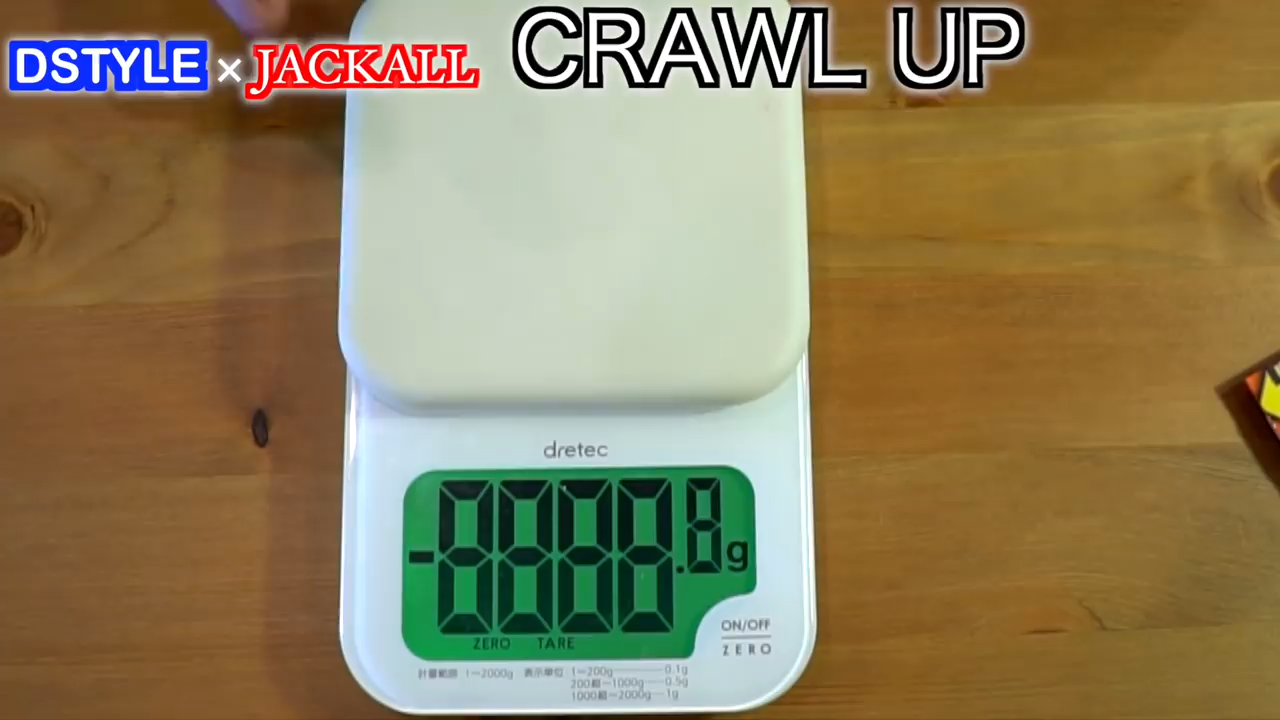 DSTYLE × JACKALL CRAWL UP
dretec
-8888.8g
ZERO TARE
ON/OFF
ZERO
計量範囲 1~2000g 表示単位 1~200g 0.1g
200超~1000g 0.5g
1000超~2000g 1g